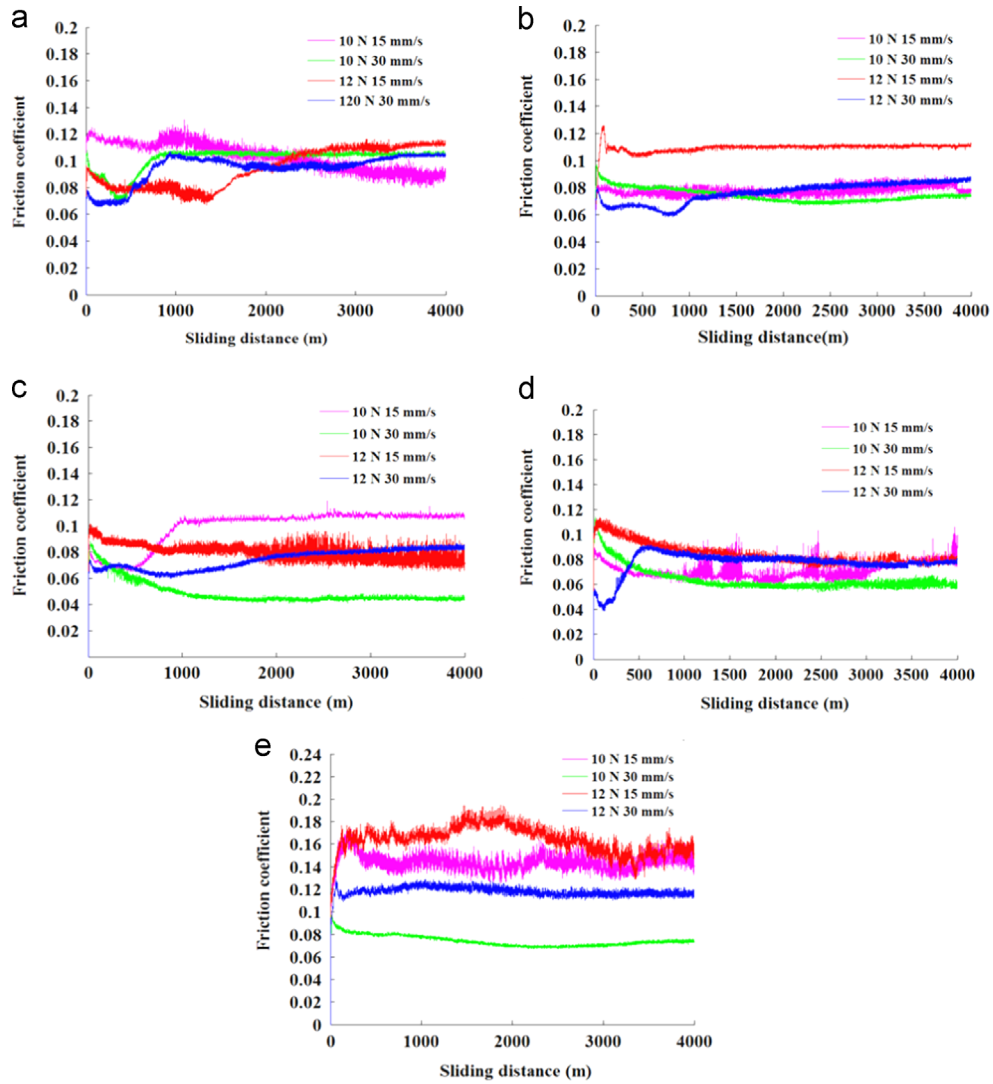 a
0.2
0.18
0.16
0.14
0.12
0.1
0.08
0.06
0.04
0.02
0
Friction coefficient
10 N 15 mm/s
10 N 30 mm/s
12 N 15 mm/s
120 N 30 mm/s
0 1000 2000 3000 4000
Sliding distance (m)
b
0.2
0.18
0.16
0.14
0.12
0.1
0.08
0.06
0.04
0.02
0
Friction coefficient
10 N 15 mm/s
10 N 30 mm/s
12 N 15 mm/s
12 N 30 mm/s
0 500 1000 1500 2000 2500 3000 3500 4000
Sliding distance(m)
c
0.2
0.18
0.16
0.14
0.12
0.1
0.08
0.06
0.04
0.02
Friction coefficient
10 N 15 mm/s
10 N 30 mm/s
12 N 15 mm/s
12 N 30 mm/s
0 1000 2000 3000 4000
Sliding distance (m)
d
0.2
0.18
0.16
0.14
0.12
0.1
0.08
0.06
0.04
0.02
0
Friction coefficient
10 N 15 mm/s
10 N 30 mm/s
12 N 15 mm/s
12 N 30 mm/s
0 500 1000 1500 2000 2500 3000 3500 4000
Sliding distance (m)
e
0.24
0.22
0.2
0.18
0.16
0.14
0.12
0.1
0.08
0.06
0.04
0.02
0
Friction coefficient
10 N 15 mm/s
10 N 30 mm/s
12 N 15 mm/s
12 N 30 mm/s
0 1000 2000 3000 4000
Sliding distance (m)